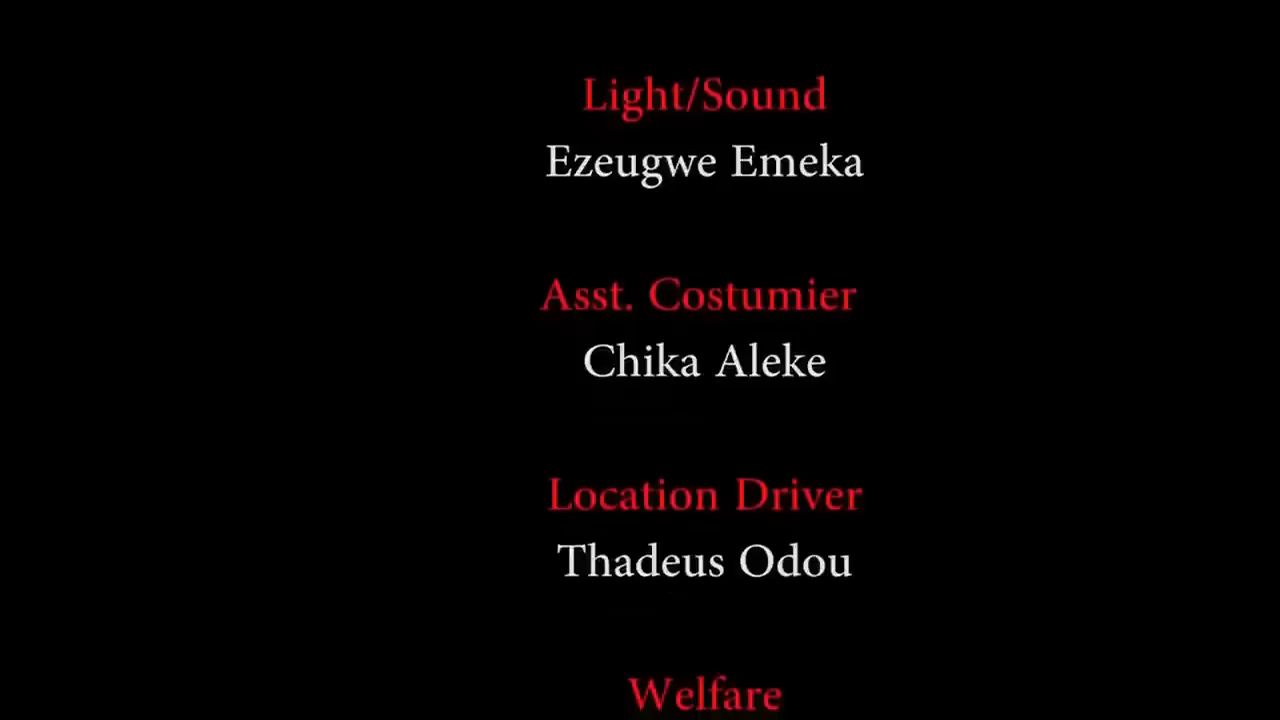 Light/Sound
Ezeugwe Emeka
Asst. Costumier
Chika Aleke
Location Driver
Thadeus Odou
Welfare